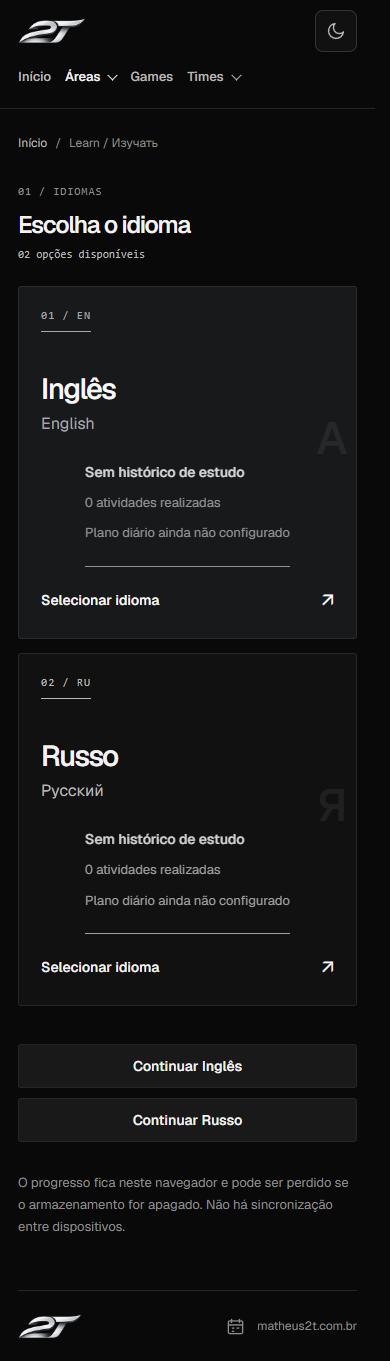 2T
Início Áreas Games Times
Início / Learn / Изучать
01 / IDIOMAS
Escolha o idioma
02 opções disponíveis
01 / EN
Inglês
English
A
Sem histórico de estudo
0 atividades realizadas
Plano diário ainda não configurado
Selecionar idioma
02 / RU
Russo
Русский
Я
Sem histórico de estudo
0 atividades realizadas
Plano diário ainda não configurado
Selecionar idioma
Continuar Inglês
Continuar Russo
O progresso fica neste navegador e pode ser perdido se
o armazenamento for apagado. Não há sincronização
entre dispositivos.
2T
matheus2t.com.br